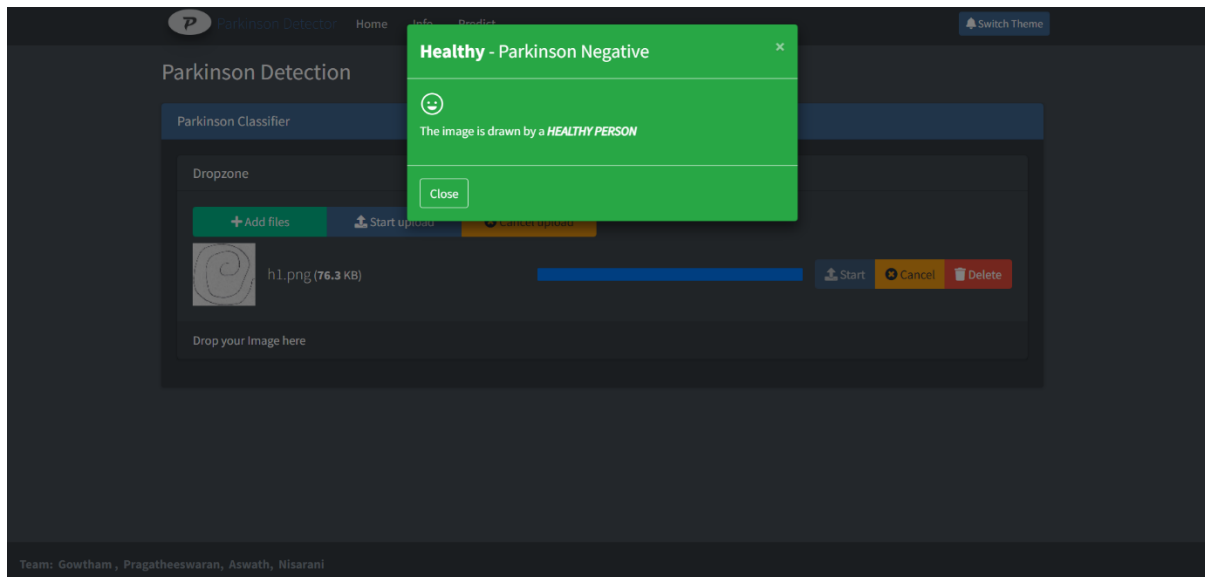 P Parkinson Detector Home Info Predict Switch Theme
Healthy - Parkinson Negative ×
Parkinson Detection
Parkinson Classifier
The image is drawn by a HEALTHY PERSON
Dropzone
Close
Add files Start upload Cancel upload
h1.png (76.3 KB) Start Cancel Delete
Drop your Image here
Team: Gowtham , Pragatheeswaran, Aswath, Nisarani